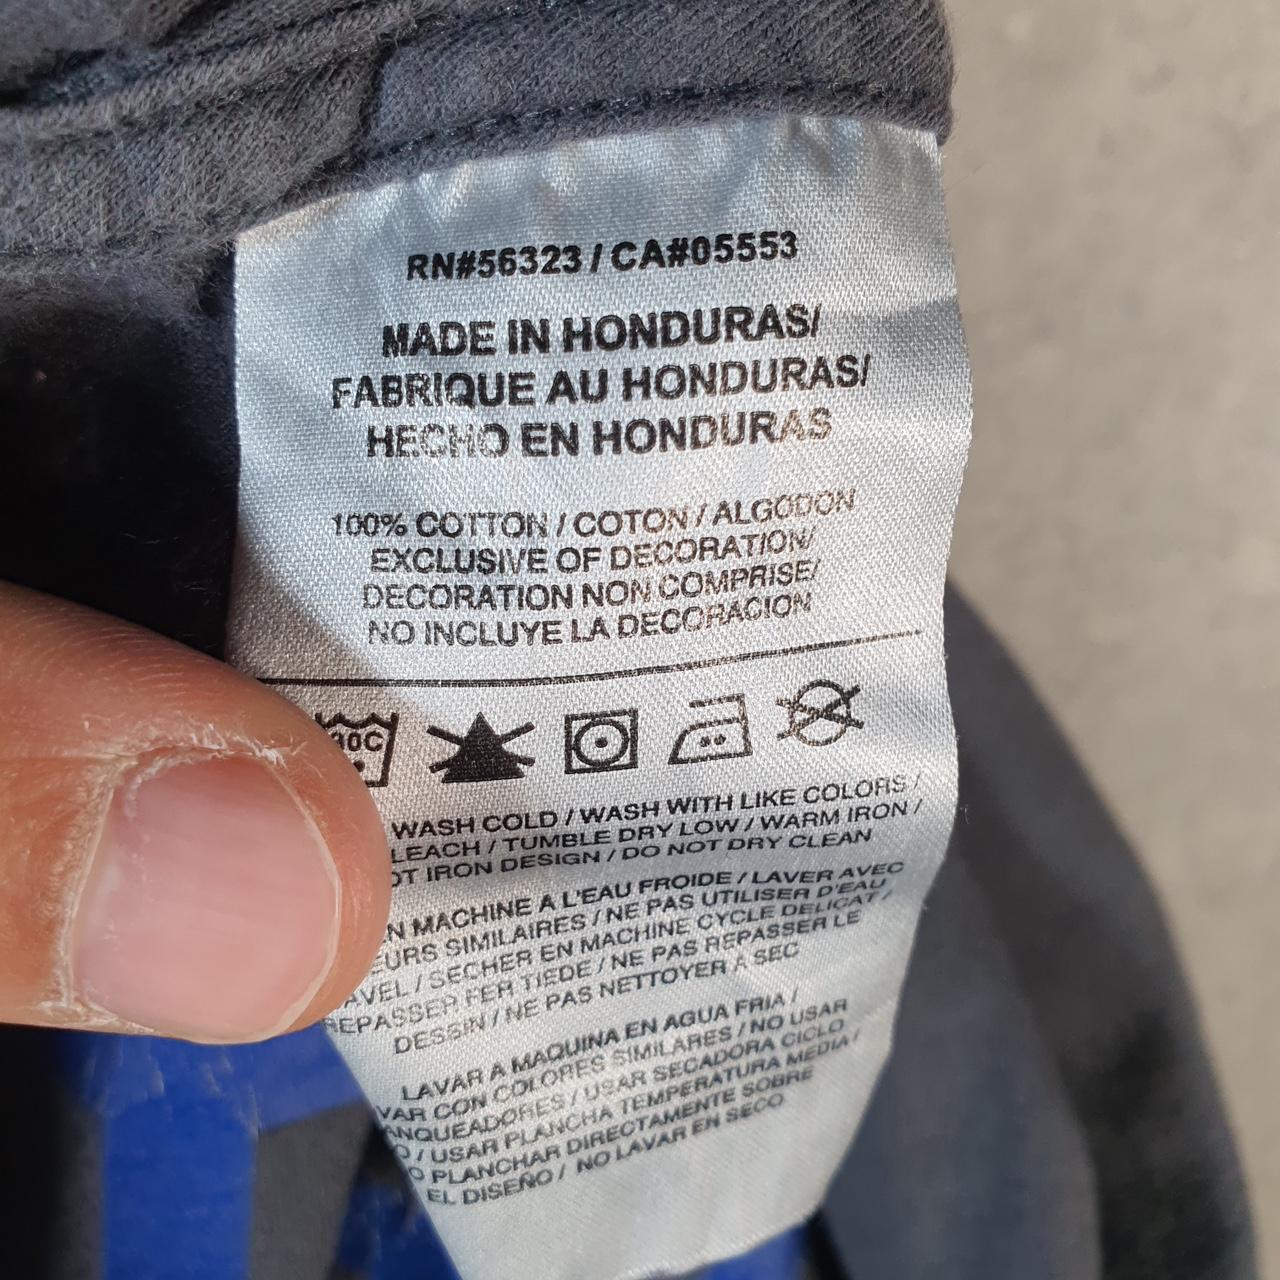 RN#56323 / CA#05553
MADE IN HONDURAS/
FABRIQUE AU HONDURAS/
HECHO EN HONDURAS
100% COTTON / COTON / ALGODON
EXCLUSIVE OF DECORATION/
DECORATION NON COMPRISE/
NO INCLUYE LA DECORACION
30C
WASH COLD / WASH WITH LIKE COLORS /
LEACH / TUMBLE DRY LOW / WARM IRON /
OT IRON DESIGN / DO NOT DRY CLEAN
N MACHINE A L'EAU FROIDE / LAVER AVEC
EURS SIMILAIRES / NE PAS UTILISER D'EAU
AVEL / SECHER EN MACHINE CYCLE DELICAT /
REPASSER FER TIEDE / NE PAS REPASSER LE
DESSIN / NE PAS NETTOYER A SEC
LAVAR A MAQUINA EN AGUA FRIA /
VAR CON COLORES SIMILARES / NO USAR
ANQUEADORES / USAR SECADORA CICLO
O / USAR PLANCHA TEMPERATURA MEDIA /
O PLANCHAR DIRECTAMENTE SOBRE
EL DISEÑO / NO LAVAR EN SECO